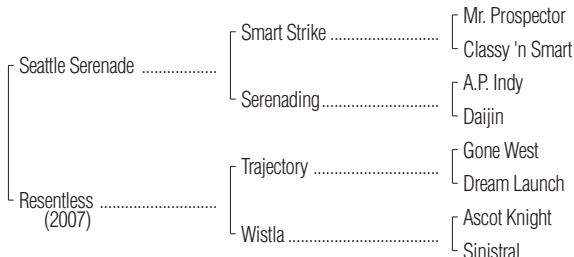 Mr. Prospector
Smart Strike ......................
Classy 'n Smart
Seattle Serenade ................
A.P. Indy
Serenading.........................
Daijin
Gone West
Trajectory ..........................
Dream Launch
Resentless .........................
(2007)
Ascot Knight
Wistla ................................
Sinistral